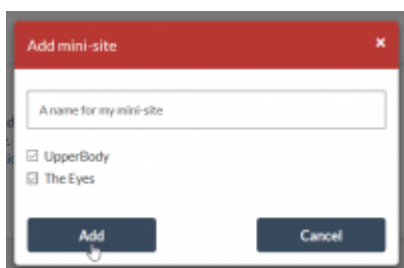 Add mini-site ×
A name for my mini-site
UpperBody
The Eyes
Add Cancel